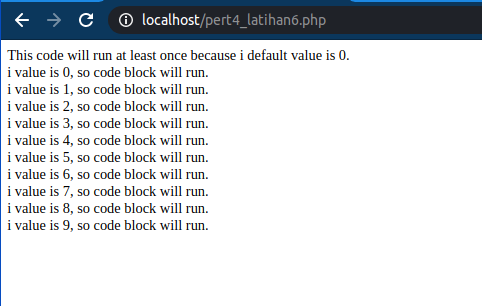 localhost/pert4_latihan6.php
This code will run at least once because i default value is 0.
i value is 0, so code block will run.
i value is 1, so code block will run.
i value is 2, so code block will run.
i value is 3, so code block will run.
i value is 4, so code block will run.
i value is 5, so code block will run.
i value is 6, so code block will run.
i value is 7, so code block will run.
i value is 8, so code block will run.
i value is 9, so code block will run.